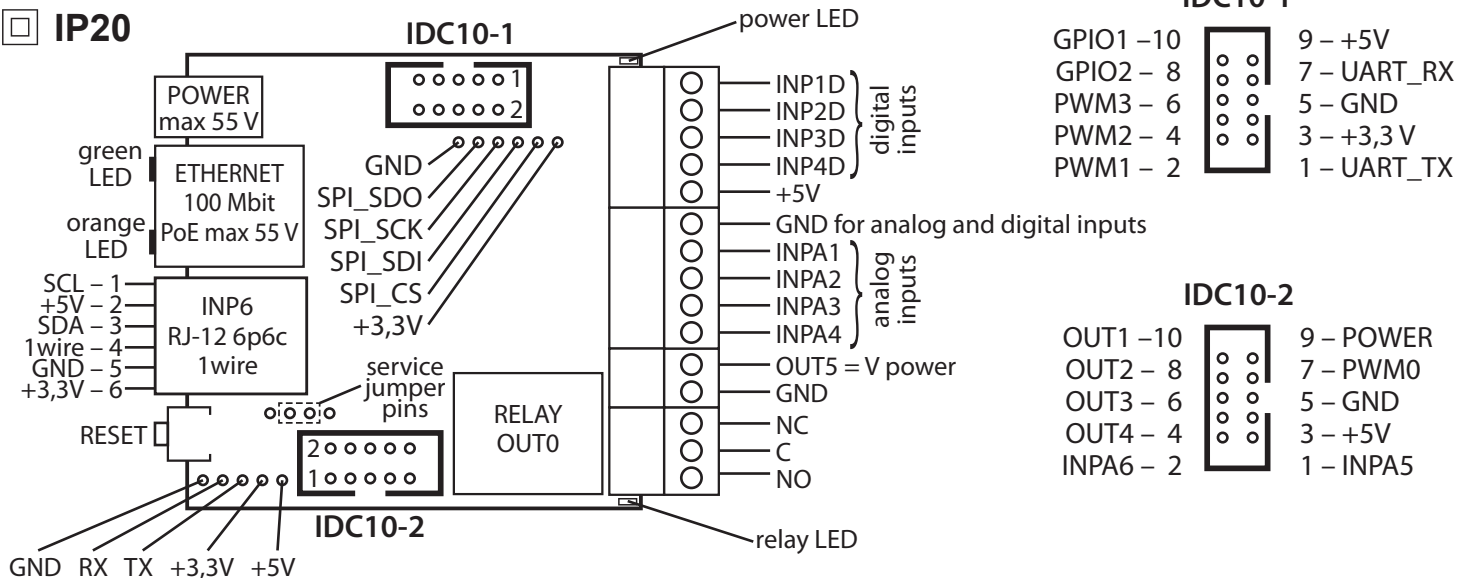 IP20
IDC10-1
power LED
POWER
max 55 V
green
LED
ETHERNET
100 Mbit
PoE max 55 V
orange
LED
SCL – 1
+5V – 2
SDA – 3
1wire – 4
GND – 5
+3,3V – 6
INP6
RJ-12 6p6c
1wire
RESET
1
2
GND
SPI_SDO
SPI_SCK
SPI_SDI
SPI_CS
+3,3V
service
jumper
pins
2
1
IDC10-2
RELAY
OUT0
GND RX TX +3,3V +5V
INP1D
INP2D
INP3D
INP4D
digital
inputs
+5V
GND for analog and digital inputs
INPA1
INPA2
INPA3
INPA4
analog
inputs
OUT5 = V power
GND
NC
C
NO
relay LED
IDC10-1
GPIO1 –10 9 – +5V
GPIO2 – 8 7 – UART_RX
PWM3 – 6 5 – GND
PWM2 – 4 3 – +3,3 V
PWM1 – 2 1 – UART_TX
IDC10-2
OUT1 –10 9 – POWER
OUT2 – 8 7 – PWM0
OUT3 – 6 5 – GND
OUT4 – 4 3 – +5V
INPA6 – 2 1 – INPA5